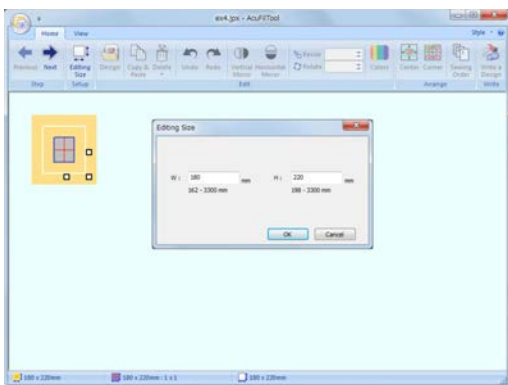 ev4.jpx - AcuFilTool
Home View Style
Previous Next Editing Size Design Copy & Paste Delete Undo Redo Vertical Mirror Horizontal Mirror Resize Rotate Colors Center Corner Sewing Order Write a Design
Step Setup Edit Arrange Write
Editing Size
W : 180 mm H : 220 mm
162 - 3300 mm 198 - 3300 mm
OK Cancel
180 x 220mm 180 x 220mm : 1 x 1 180 x 220mm